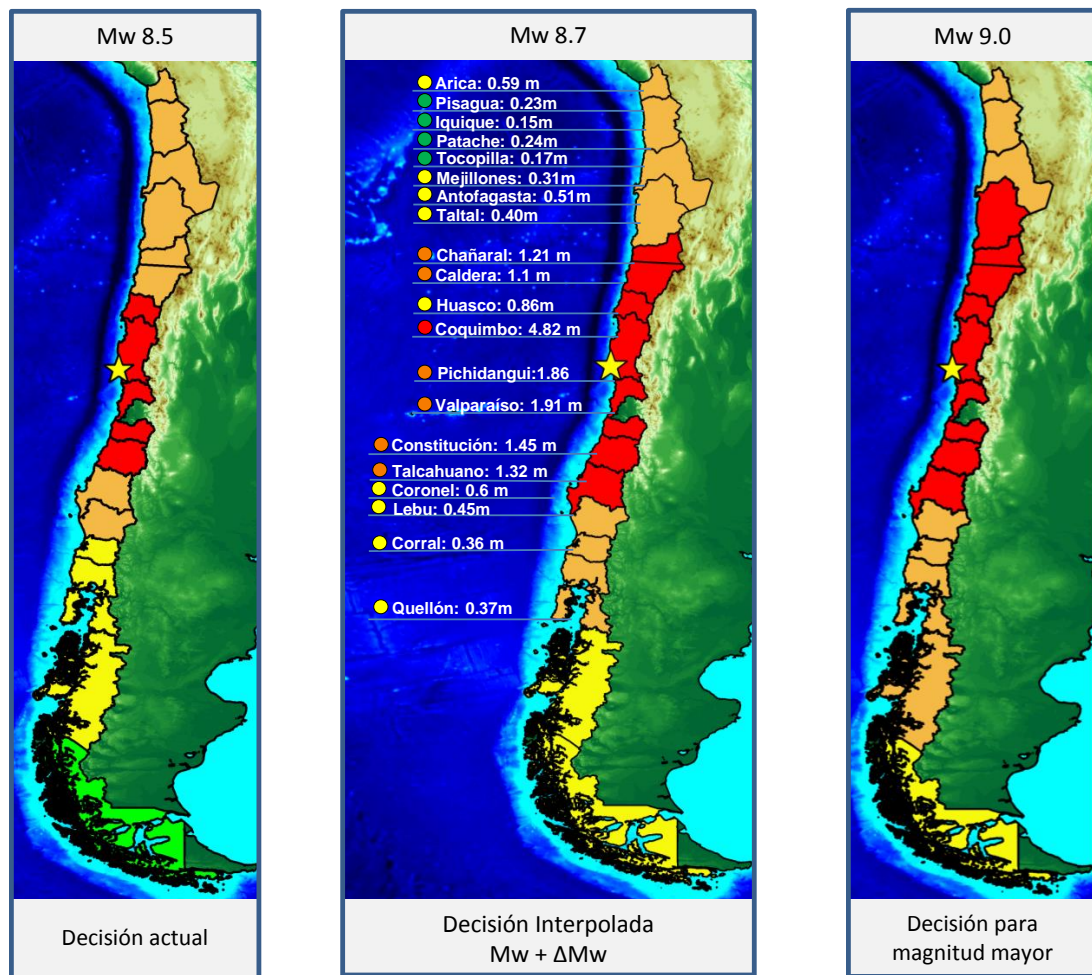 Mw 8.5
Decisión actual
Mw 8.7
Arica: 0.59 m
Pisagua: 0.23m
Iquique: 0.15m
Patache: 0.24m
Tocopilla: 0.17m
Mejillones: 0.31m
Antofagasta: 0.51m
Taltal: 0.40m
Chañaral: 1.21 m
Caldera: 1.1 m
Huasco: 0.86m
Coquimbo: 4.82 m
Pichidangui:1.86
Valparaíso: 1.91 m
Constitución: 1.45 m
Talcahuano: 1.32 m
Coronel: 0.6 m
Lebu: 0.45m
Corral: 0.36 m
Quellón: 0.37m
Decisión Interpolada
Mw + ΔMw
Mw 9.0
Decisión para
magnitud mayor